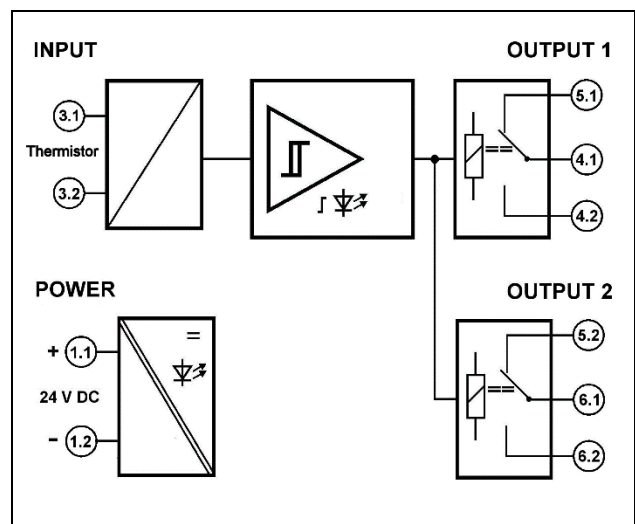 INPUT
3.1
Thermistor
3.2
OUTPUT 1
5.1
4.1
4.2
POWER
+ 1.1
24 V DC
- 1.2
=
OUTPUT 2
5.2
6.1
6.2